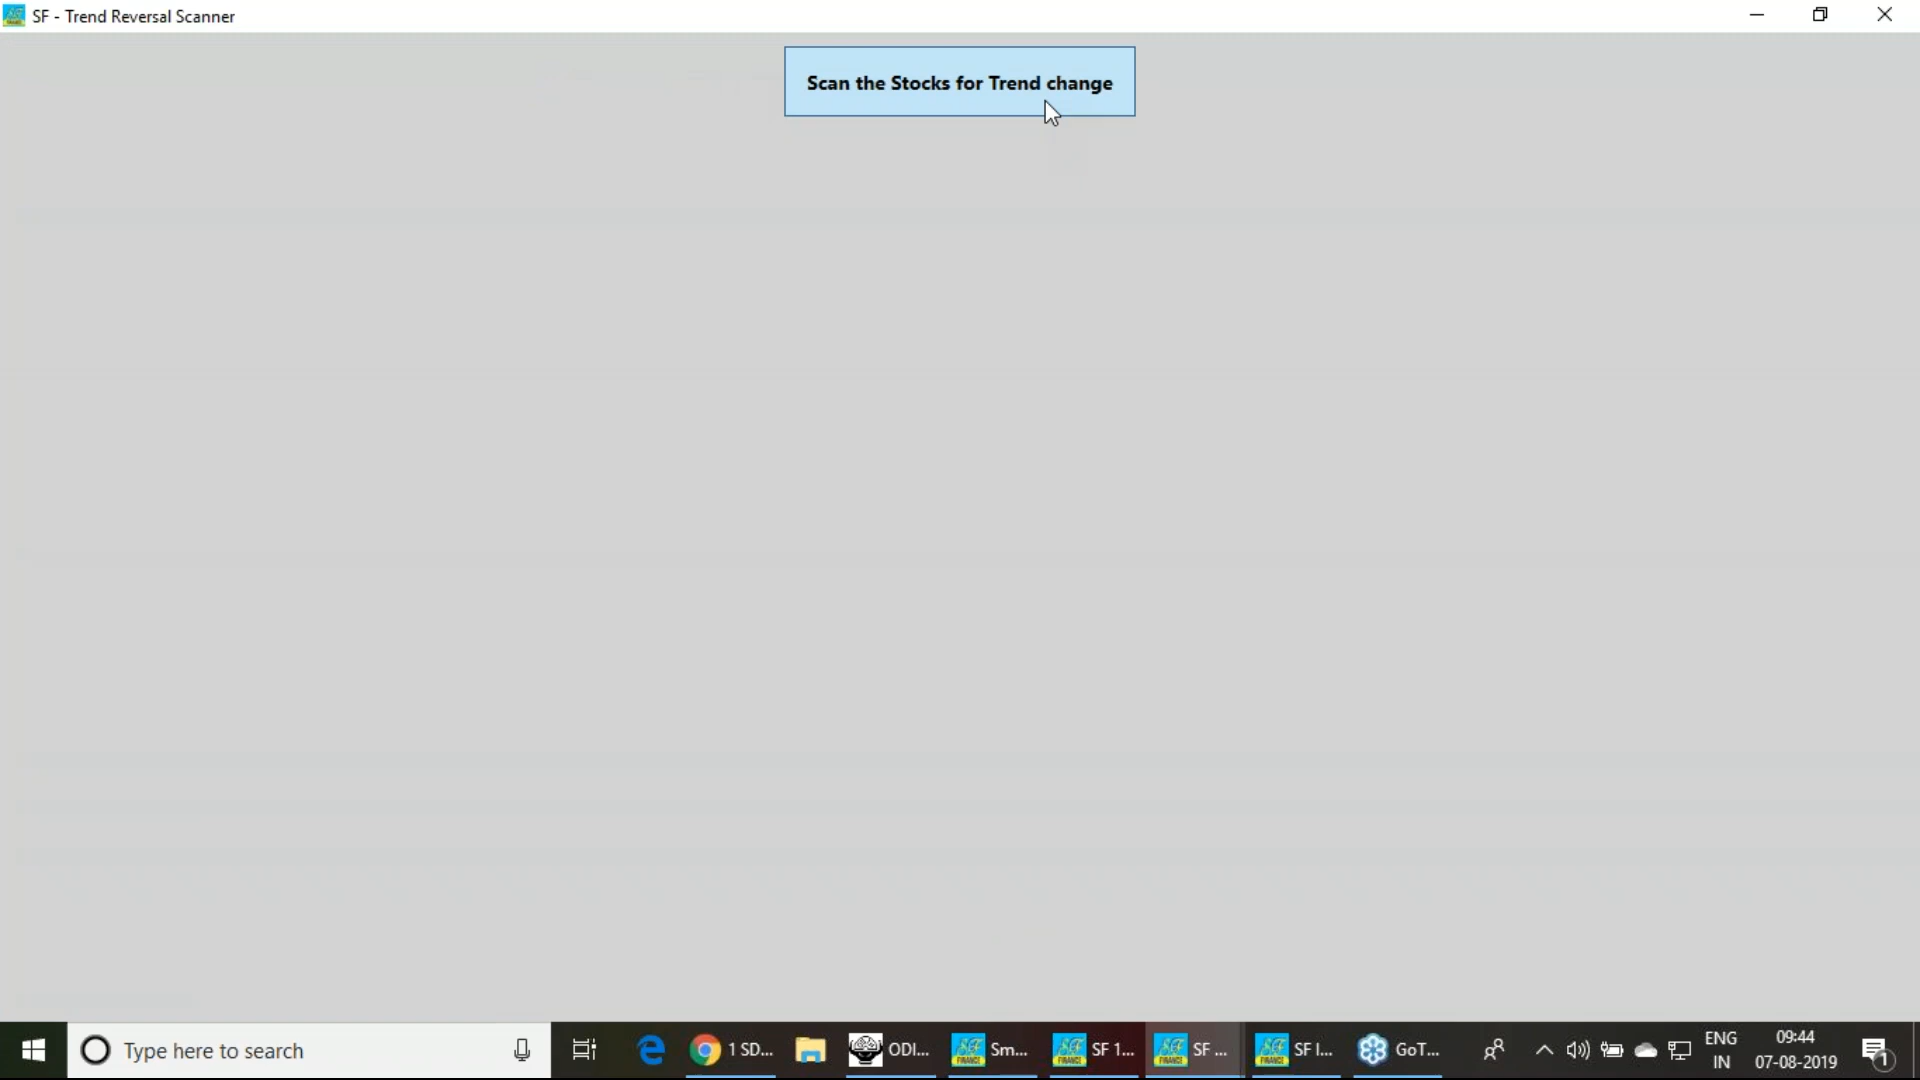 SF - Trend Reversal Scanner
Scan the Stocks for Trend change
Type here to search
1 SD...
ODI...
Sm...
SF 1...
SF ...
SF I...
GoT...
ENG
IN
09:44
07-08-2019
1